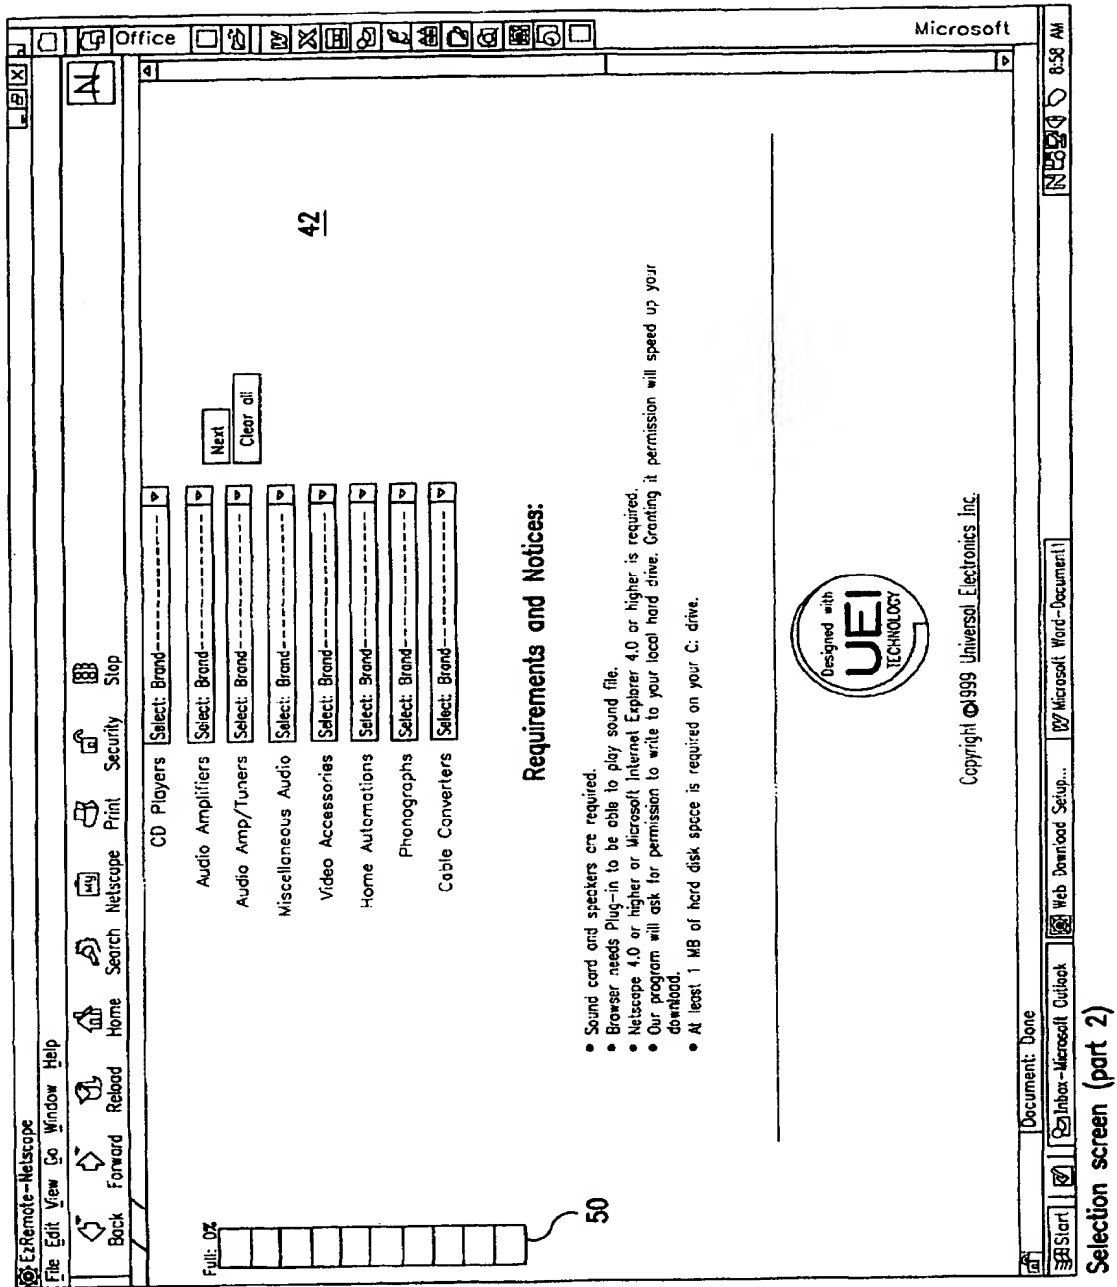 EzRemote-Netscape
File Edit View Go Window Help
Back Forward Reload Home Search Netscape Print Security Stop
My
N
Office
Microsoft
Full: 0%
50
42
CD Players Select: Brand----------------
Audio Amplifiers Select: Brand----------------
Audio Amp/Tuners Select: Brand----------------
Miscellaneous Audio Select: Brand----------------
Video Accessories Select: Brand----------------
Home Automations Select: Brand----------------
Phonographs Select: Brand----------------
Cable Converters Select: Brand----------------
Next
Clear all
Requirements and Notices:
• Sound card and speakers are required.
• Browser needs Plug-in to be able to play sound file.
• Netscape 4.0 or higher or Microsoft Internet Explorer 4.0 or higher is required.
• Our program will ask for permission to write to your local hard drive. Granting it permission will speed up your
download.
• At least 1 MB of hard disk space is required on your C: drive.
Designed with
UEI
TECHNOLOGY
Copyright ©1999 Universal Electronics Inc.
Document: Done
Start Inbox-Microsoft Outlook Web Download Setup... Microsoft Word-Document1 8:58 AM
Selection screen (part 2)